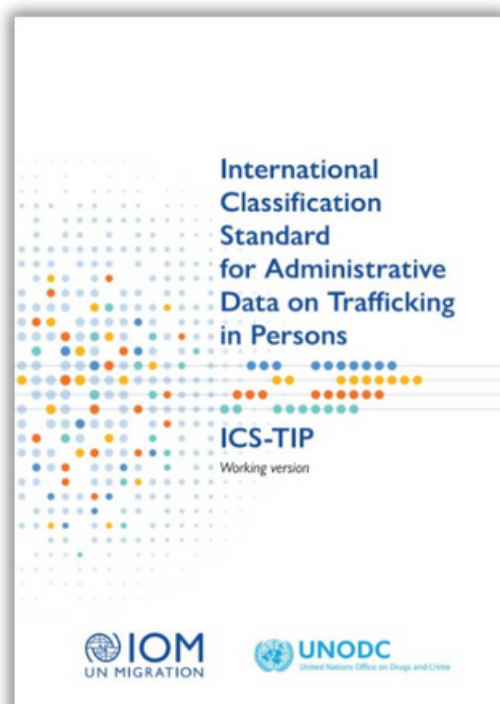 International
Classification
Standard
for Administrative
Data on Trafficking
in Persons
ICS-TIP
Working version
IOM
UN MIGRATION
UNODC
United Nations Office on Drugs and Crime